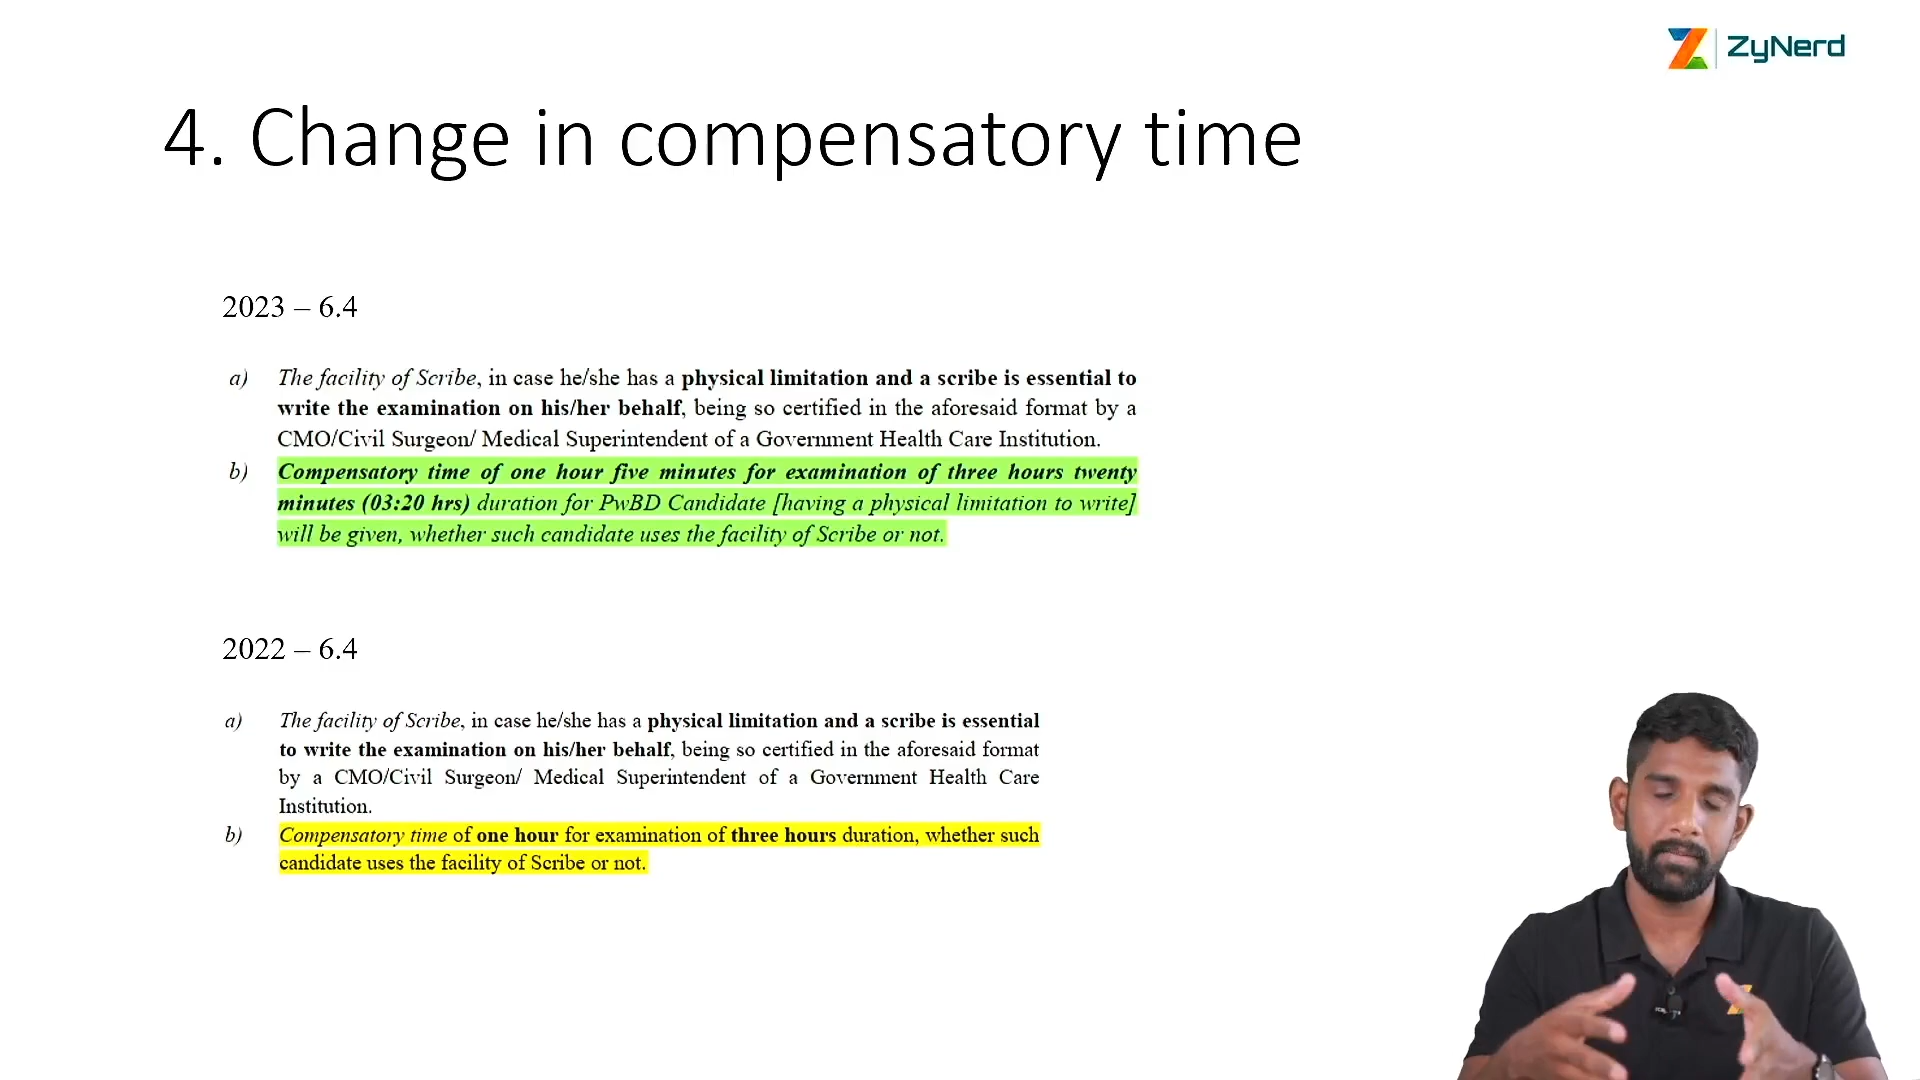 ZyNerd
4. Change in compensatory time
2023 – 6.4
a) The facility of Scribe, in case he/she has a physical limitation and a scribe is essential to
write the examination on his/her behalf, being so certified in the aforesaid format by a
CMO/Civil Surgeon/ Medical Superintendent of a Government Health Care Institution.
b) Compensatory time of one hour five minutes for examination of three hours twenty
minutes (03:20 hrs) duration for PwBD Candidate [having a physical limitation to write]
will be given, whether such candidate uses the facility of Scribe or not.
2022 – 6.4
a) The facility of Scribe, in case he/she has a physical limitation and a scribe is essential
to write the examination on his/her behalf, being so certified in the aforesaid format
by a CMO/Civil Surgeon/ Medical Superintendent of a Government Health Care
Institution.
b) Compensatory time of one hour for examination of three hours duration, whether such
candidate uses the facility of Scribe or not.